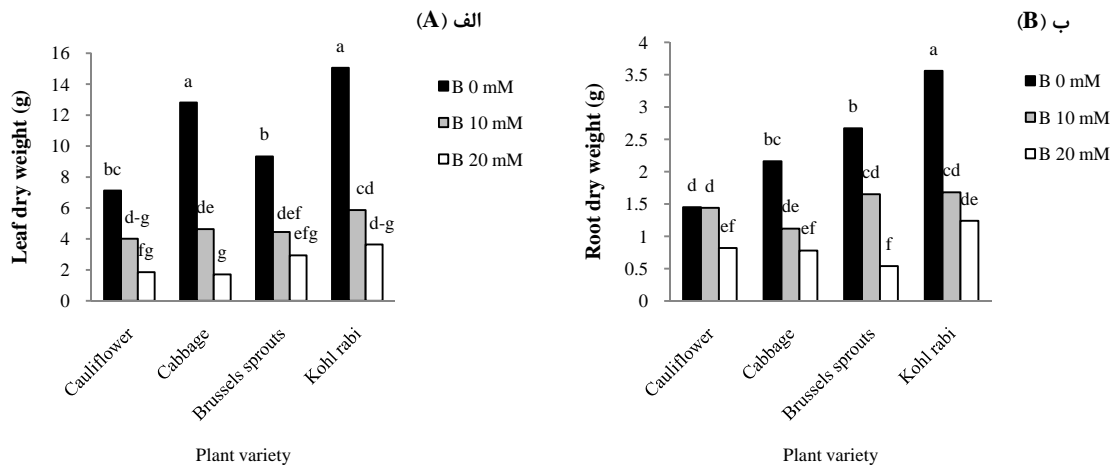 الف (A)
Leaf dry weight (g)
16
14
12
10
8
6
4
2
0
bc
d-g
fg
a
de
g
b
def
efg
a
cd
d-g
Cauliflower
Cabbage
Brussels sprouts
Kohl rabi
Plant variety
B 0 mM
B 10 mM
B 20 mM
ب (B)
Root dry weight (g)
4
3.5
3
2.5
2
1.5
1
0.5
0
d
d
ef
bc
de
ef
b
cd
f
a
cd
de
Cauliflower
Cabbage
Brussels sprouts
Kohl rabi
Plant variety
B 0 mM
B 10 mM
B 20 mM